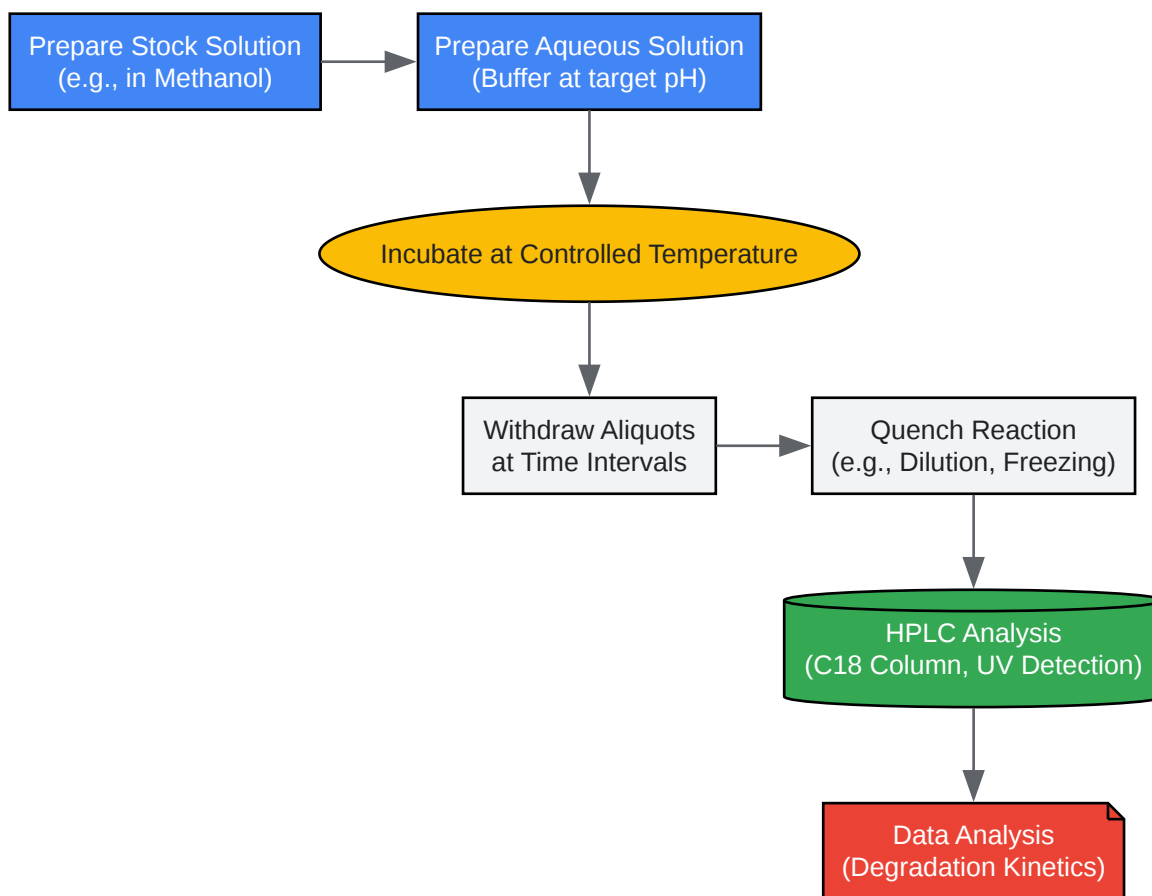 Prepare Stock Solution
(e.g., in Methanol)
Prepare Aqueous Solution
(Buffer at target pH)
Incubate at Controlled Temperature
Withdraw Aliquots
at Time Intervals
Quench Reaction
(e.g., Dilution, Freezing)
HPLC Analysis
(C18 Column, UV Detection)
Data Analysis
(Degradation Kinetics)